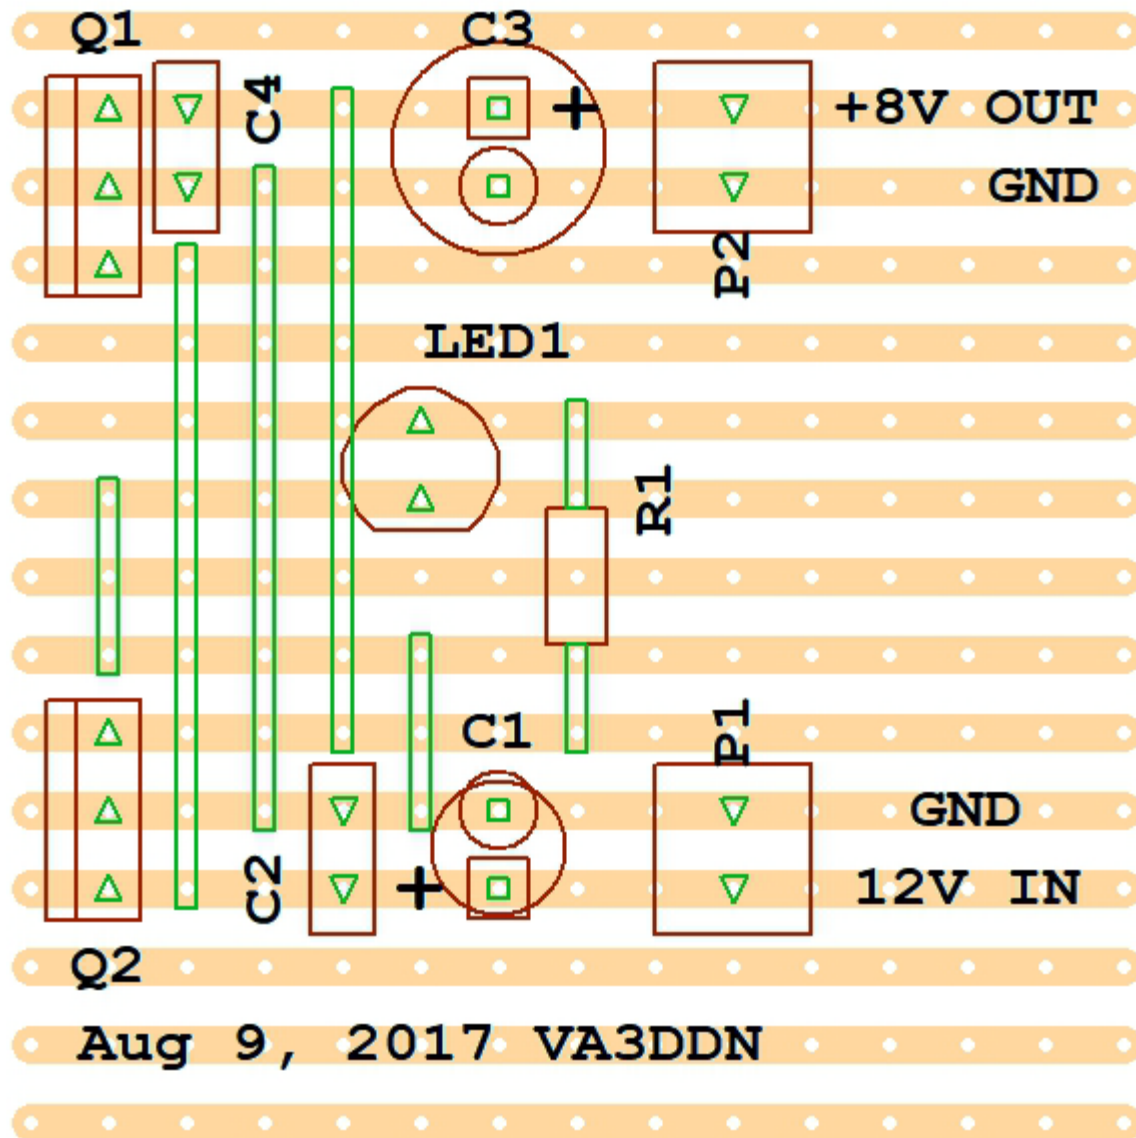 Q1
C3
C4
+
+8V OUT
GND
P2
LED1
R1
C1
P1
GND
C2
+
12V IN
Q2
Aug 9, 2017 VA3DDN